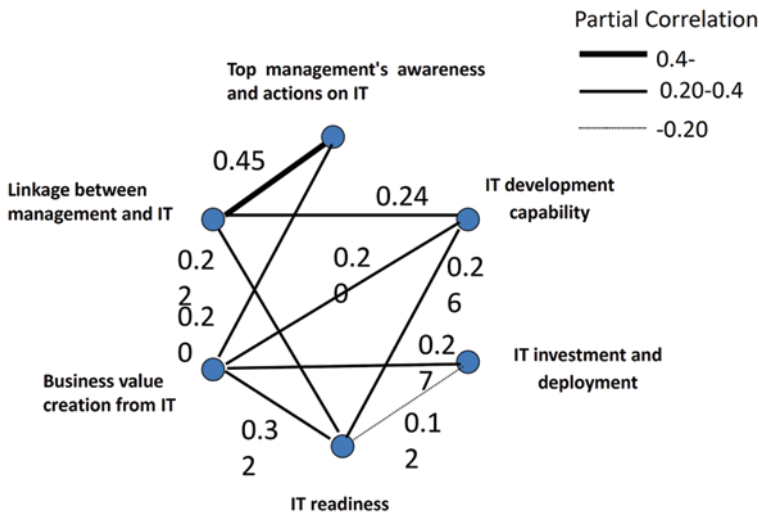 Partial Correlation
0.4-
0.20-0.4
-0.20
Top management's awareness
and actions on IT
0.45
Linkage between
management and IT
0.24
IT development
capability
0.2
2
0.2
0
0.2
0
0.2
6
0.2
7
IT investment and
deployment
Business value
creation from IT
0.3
2
0.1
2
IT readiness